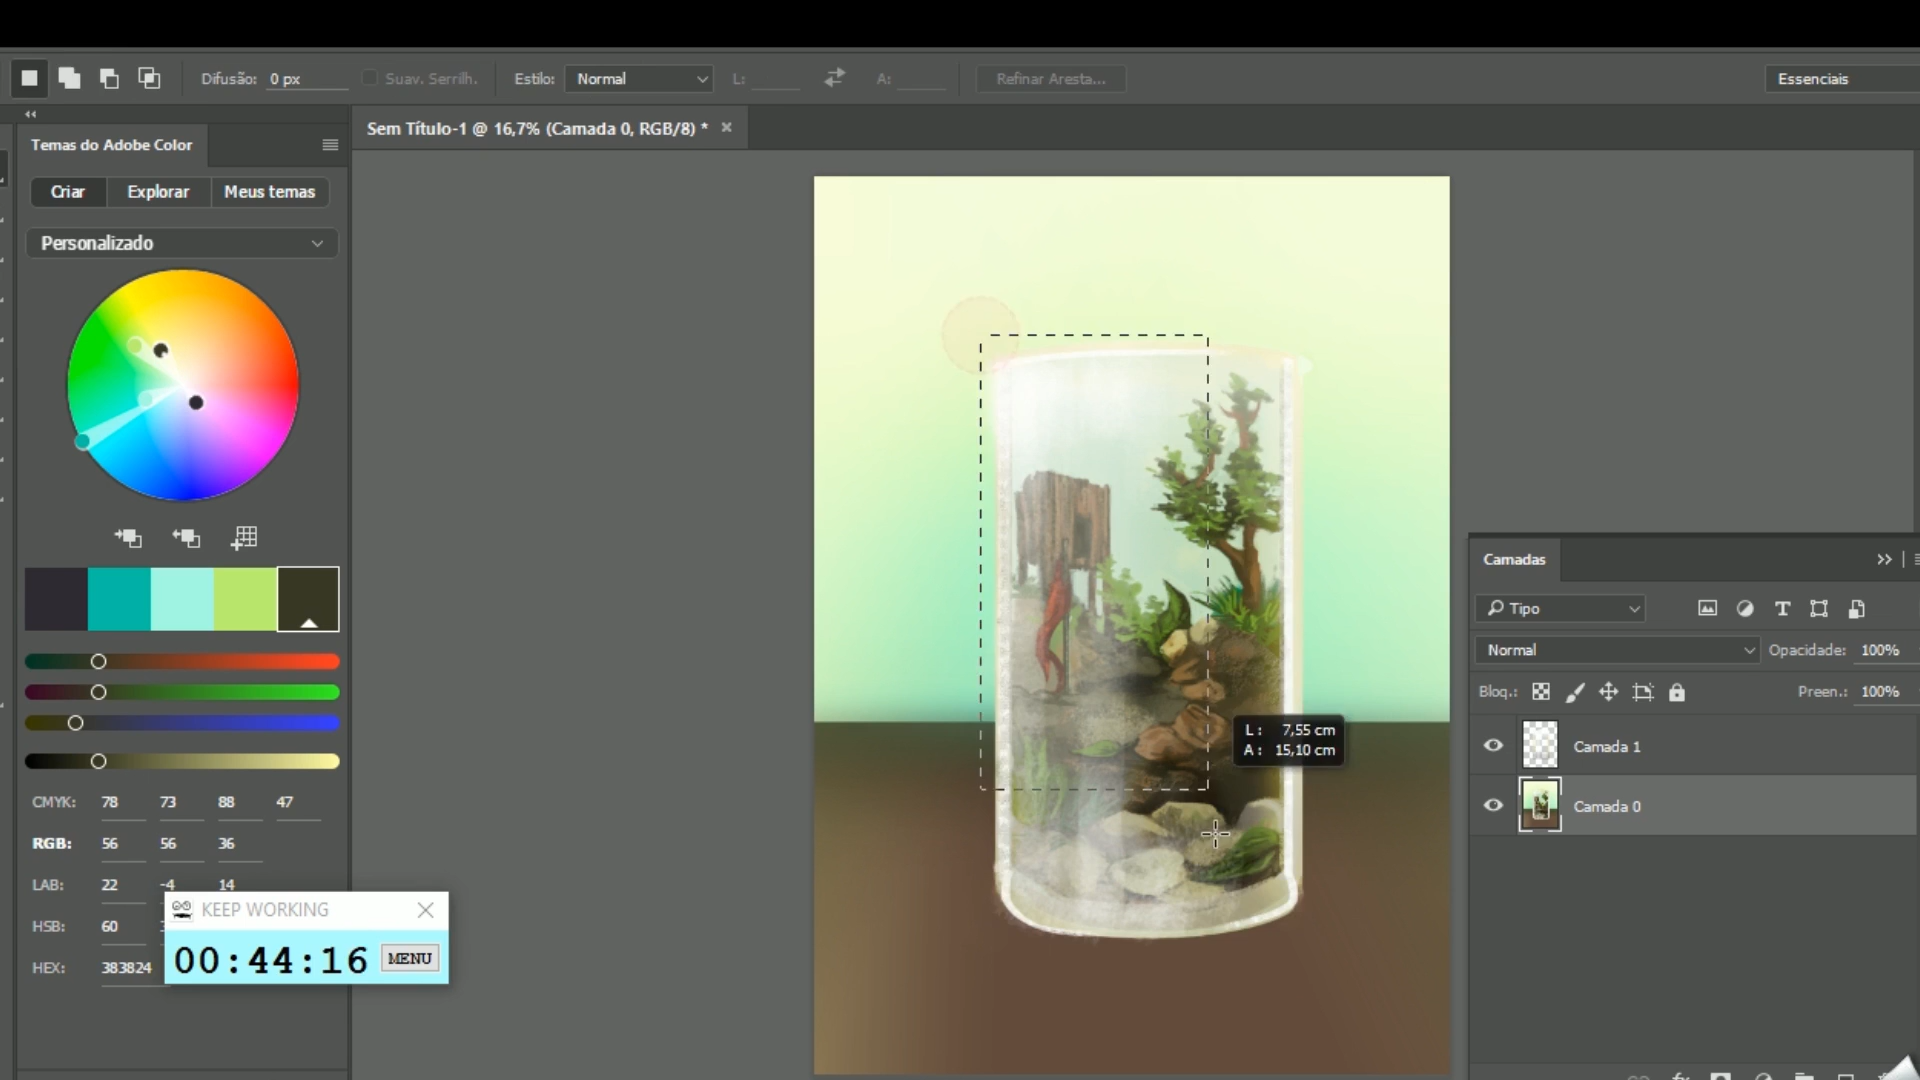 Difusão: 0 px Suav. Serrilh. Estilo: Normal L: A: Refinar Aresta... Essenciais
Sem Título-1 @ 16,7% (Camada 0, RGB/8) * ×
Temas do Adobe Color
Criar Explorar Meus temas
Personalizado
CMYK: 78 73 88 47
RGB: 56 56 36
LAB: 22 -4 14
HSB: 60
HEX: 383824
KEEP WORKING
00:44:16 MENU
L: 7,55 cm
A: 15,10 cm
Camadas
Tipo
Normal Opacidade: 100%
Bloq.: Preen.: 100%
Camada 1
Camada 0